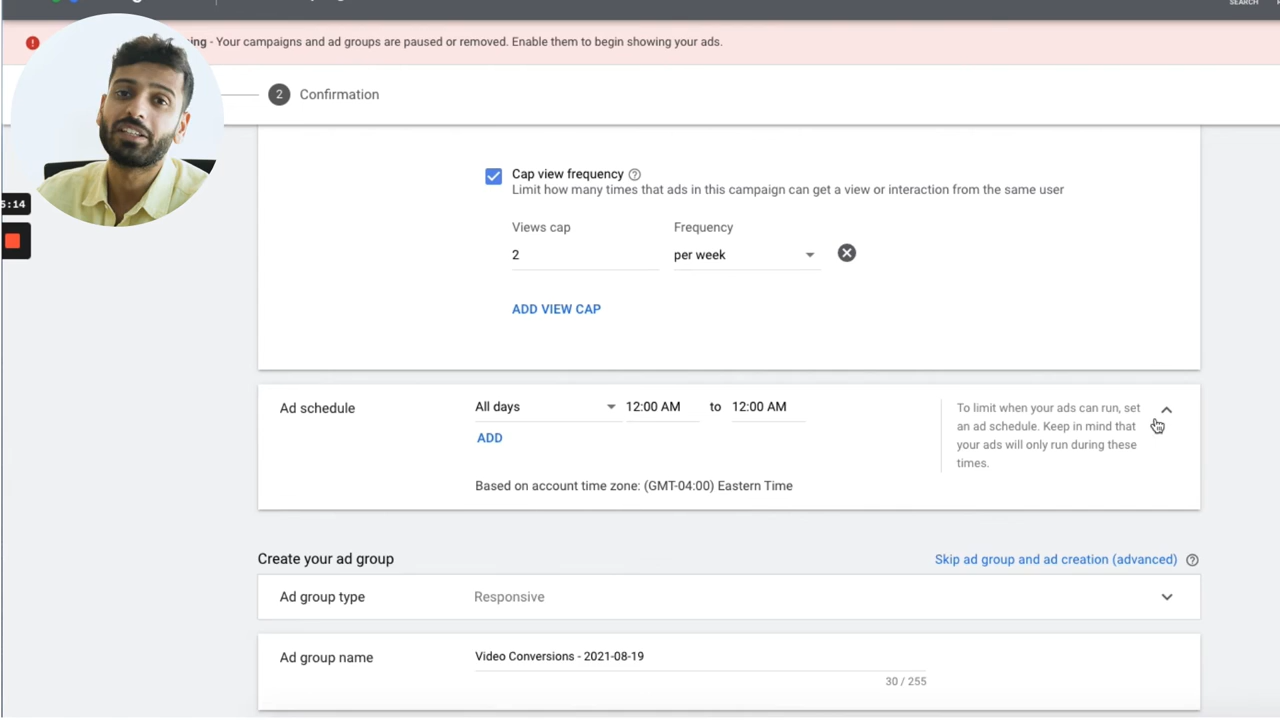 SEARCH
- Your campaigns and ad groups are paused or removed. Enable them to begin showing your ads.
2 Confirmation
Cap view frequency
Limit how many times that ads in this campaign can get a view or interaction from the same user
Views cap Frequency
2 per week
ADD VIEW CAP
5:14
Ad schedule All days 12:00 AM to 12:00 AM
ADD
Based on account time zone: (GMT-04:00) Eastern Time
To limit when your ads can run, set
an ad schedule. Keep in mind that
your ads will only run during these
times.
Create your ad group Skip ad group and ad creation (advanced)
Ad group type Responsive
Ad group name Video Conversions - 2021-08-19
30 / 255